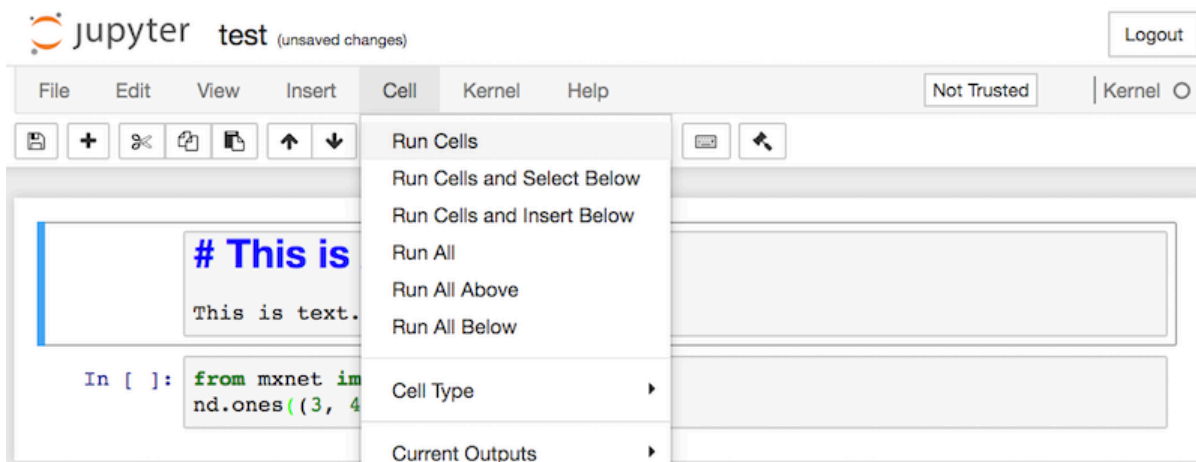 jupyter test (unsaved changes)
Logout
File Edit View Insert Cell Kernel Help
Not Trusted
Kernel
Run Cells
Run Cells and Select Below
Run Cells and Insert Below
Run All
Run All Above
Run All Below
Cell Type
Current Outputs
# This is
This is text.
In [ ]: from mxnet im
nd.ones((3, 4